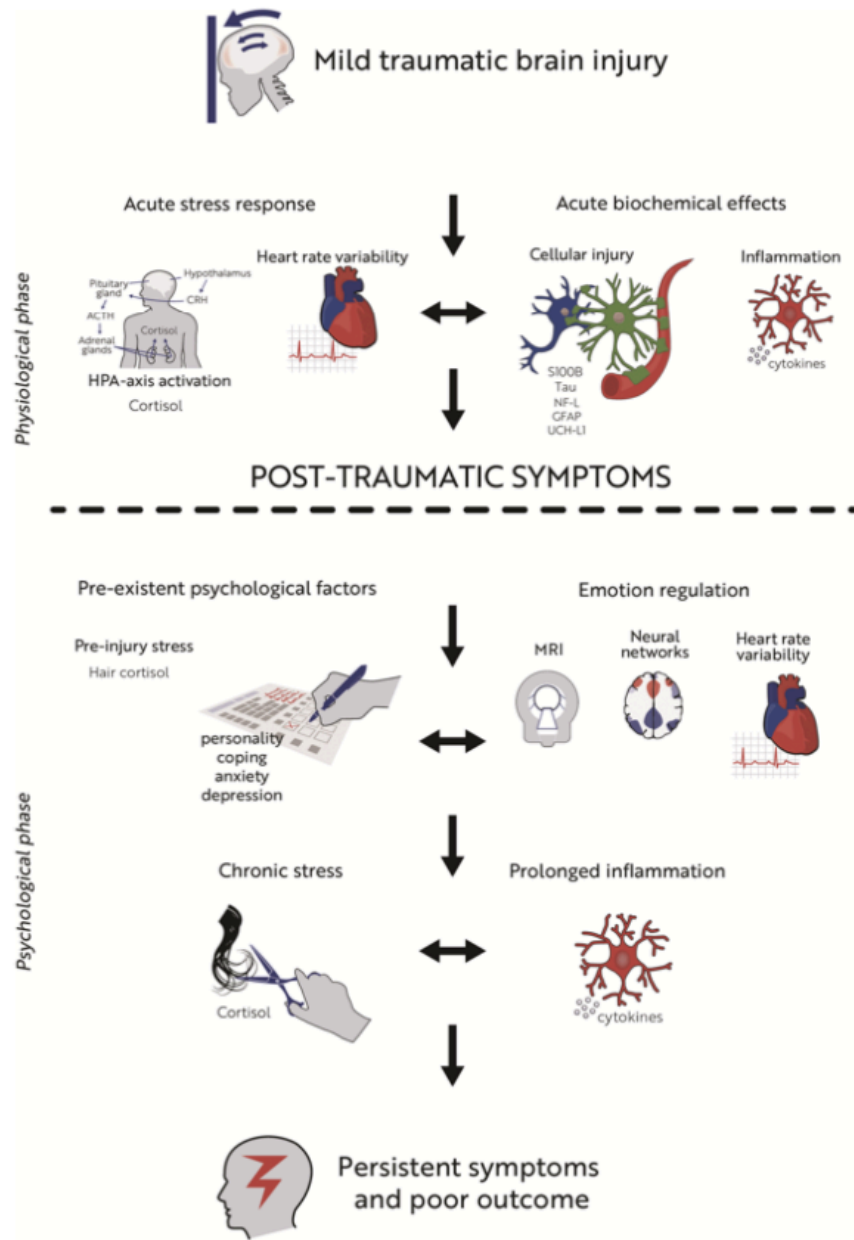 Mild traumatic brain injury
Physiological phase
Acute stress response
Hypothalamus
Pituitary
gland
CRH
ACTH
Adrenal
glands
Cortisol
HPA-axis activation
Cortisol
Heart rate variability
Acute biochemical effects
Cellular injury
S100B
Tau
NF-L
GFAP
UCH-L1
Inflammation
cytokines
POST-TRAUMATIC SYMPTOMS
Psychological phase
Pre-existent psychological factors
Pre-injury stress
Hair cortisol
personality
coping
anxiety
depression
Emotion regulation
MRI
Neural
networks
Heart rate
variability
Chronic stress
Cortisol
Prolonged inflammation
cytokines
Persistent symptoms
and poor outcome